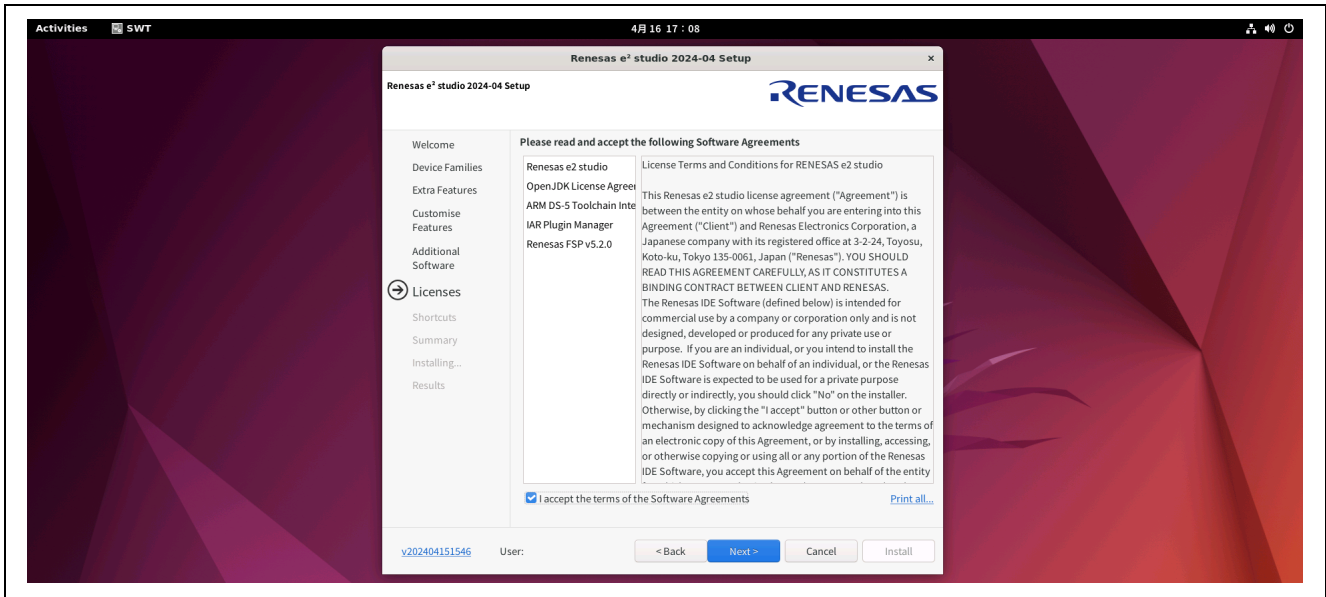 Activities SWT 4月 16 17：08
Renesas e² studio 2024-04 Setup ×
Renesas e² studio 2024-04 Setup
RENESAS
Welcome
Device Families
Extra Features
Customise
Features
Additional
Software
Licenses
Shortcuts
Summary
Installing...
Results
Please read and accept the following Software Agreements
Renesas e2 studio
OpenJDK License Agreer
ARM DS-5 Toolchain Inte
IAR Plugin Manager
Renesas FSP v5.2.0
License Terms and Conditions for RENESAS e2 studio
This Renesas e2 studio license agreement ("Agreement") is
between the entity on whose behalf you are entering into this
Agreement ("Client") and Renesas Electronics Corporation, a
Japanese company with its registered office at 3-2-24, Toyosu,
Koto-ku, Tokyo 135-0061, Japan ("Renesas"). YOU SHOULD
READ THIS AGREEMENT CAREFULLY, AS IT CONSTITUTES A
BINDING CONTRACT BETWEEN CLIENT AND RENESAS.
The Renesas IDE Software (defined below) is intended for
commercial use by a company or corporation only and is not
designed, developed or produced for any private use or
purpose. If you are an individual, or you intend to install the
Renesas IDE Software on behalf of an individual, or the Renesas
IDE Software is expected to be used for a private purpose
directly or indirectly, you should click "No" on the installer.
Otherwise, by clicking the "I accept" button or other button or
mechanism designed to acknowledge agreement to the terms of
an electronic copy of this Agreement, or by installing, accessing,
or otherwise copying or using all or any portion of the Renesas
IDE Software, you accept this Agreement on behalf of the entity
I accept the terms of the Software Agreements
Print all...
v202404151546 User:
< Back Next > Cancel Install